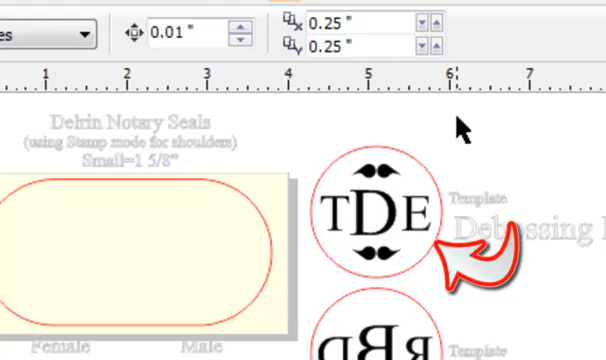 es
0.01 "
0.25 "
0.25 "
1 2 3 4 5 6 7
Delrin Notary Seals
(using Stamp mode for shoulders)
Small=1 5/8"
TDE
Template
Debossing
Female Male
Template